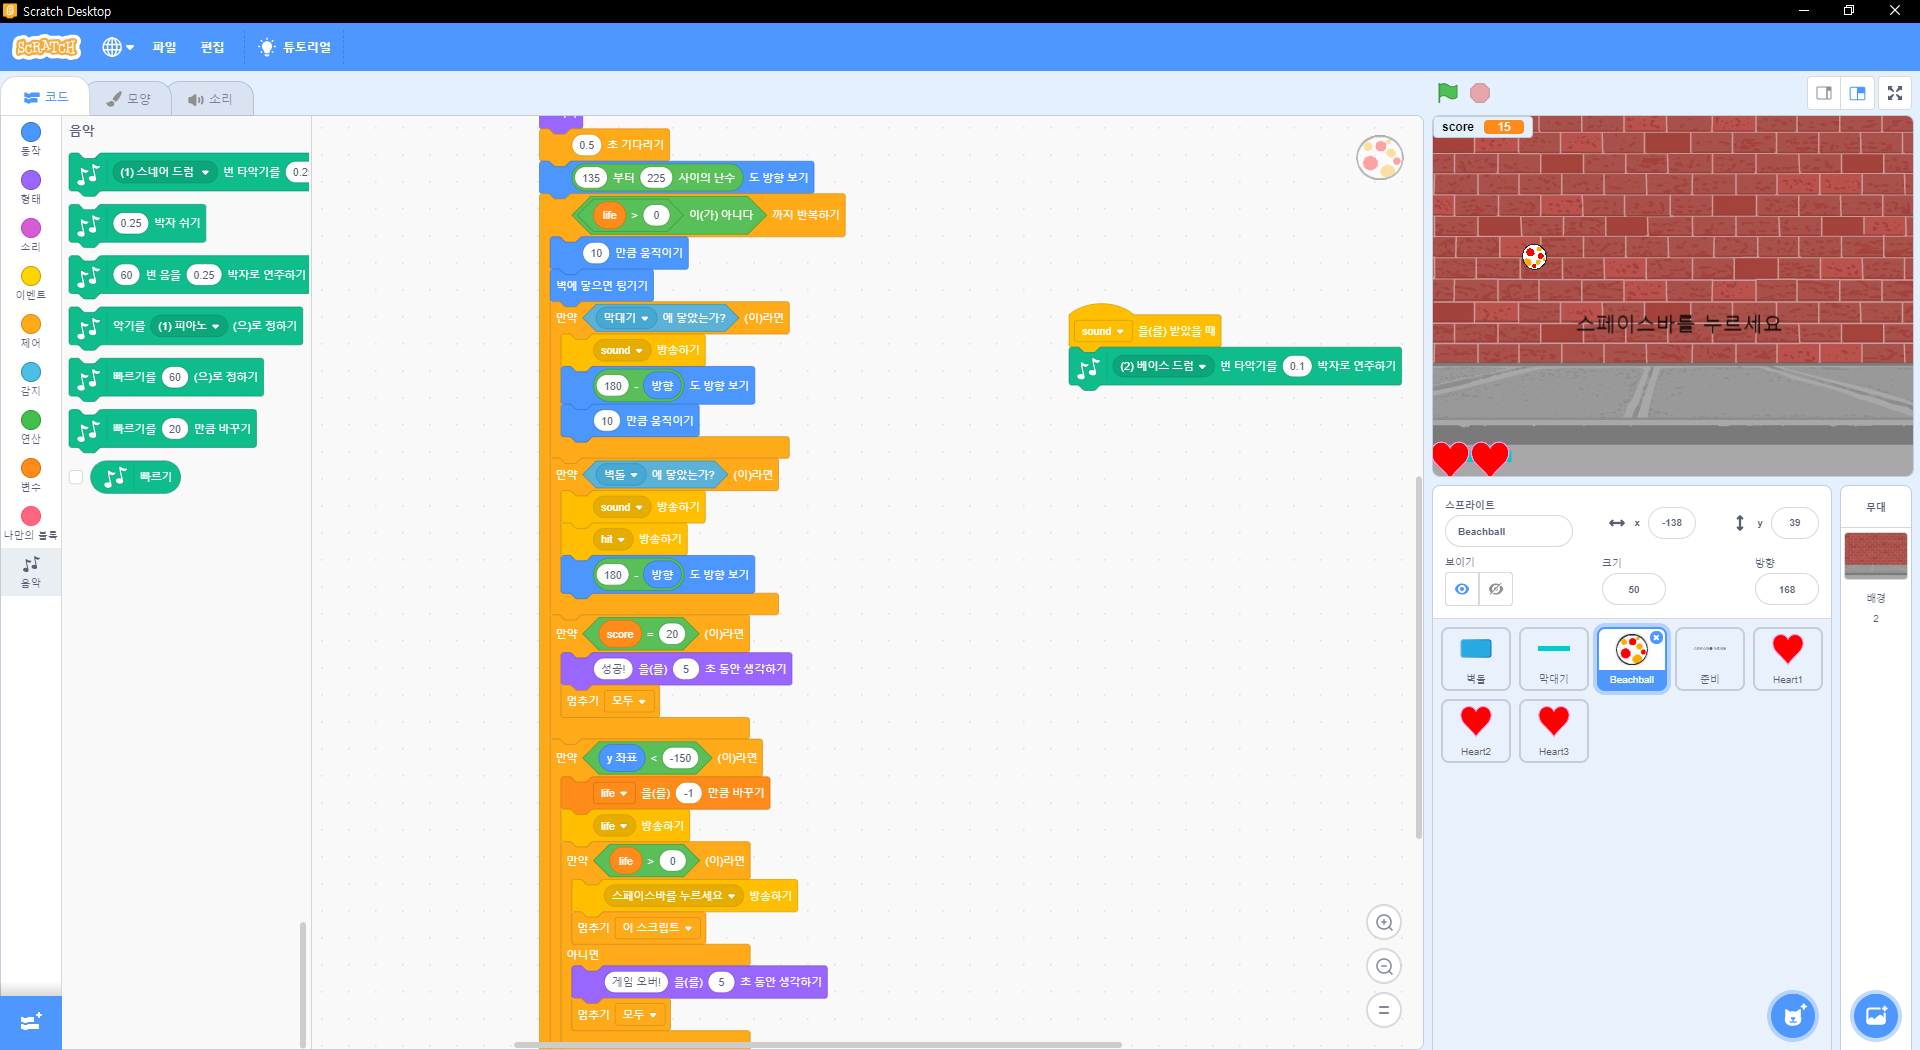 Scratch Desktop
SCRATCH
파일
편집
튜토리얼
코드
모양
소리
동작
형태
소리
이벤트
제어
감지
연산
변수
나만의 블록
음악
음악
(1) 스네어 드럼 번 타악기를
0.25 박자 쉬기
60 번 음을 0.25 박자로 연주하기
악기를 (1) 피아노 (으)로 정하기
빠르기를 60 (으)로 정하기
빠르기를 20 만큼 바꾸기
빠르기
0.5 초 기다리기
135 부터 225 사이의 난수 도 방향 보기
life > 0 이(가) 아니다 까지 반복하기
10 만큼 움직이기
벽에 닿으면 튕기기
만약 막대기 에 닿았는가? (이)라면
sound 방송하기
180 - 방향 도 방향 보기
10 만큼 움직이기
만약 벽돌 에 닿았는가? (이)라면
sound 방송하기
hit 방송하기
180 - 방향 도 방향 보기
만약 score = 20 (이)라면
성공! 을(를) 5 초 동안 생각하기
멈추기 모두
만약 y 좌표 < -150 (이)라면
life 을(를) -1 만큼 바꾸기
life 방송하기
만약 life > 0 (이)라면
스페이스바를 누르세요 방송하기
멈추기 이 스크립트
아니면
게임 오버! 을(를) 5 초 동안 생각하기
멈추기 모두
sound 을(를) 받았을 때
(2) 베이스 드럼 번 타악기를 0.1 박자로 연주하기
score 15
스페이스바를 누르세요
스프라이트
Beachball
x -138
y 39
보이기
크기
50
방향
168
벽돌
막대기
Beachball
준비
Heart1
Heart2
Heart3
무대
배경
2